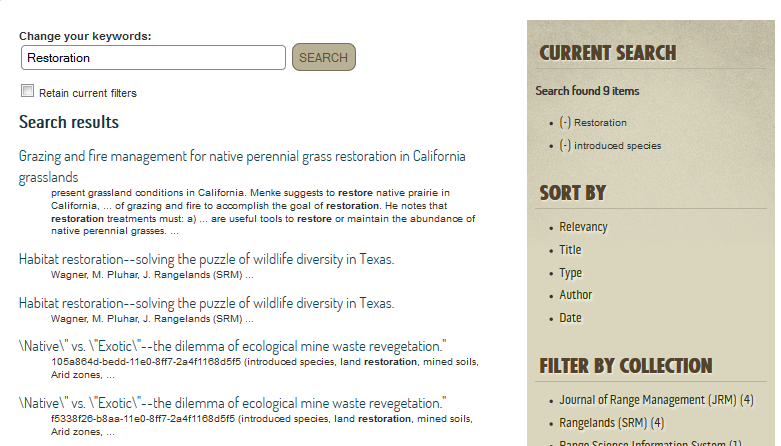 Change your keywords:
Restoration
SEARCH
Retain current filters
Search results
Grazing and fire management for native perennial grass restoration in California
grasslands
present grassland conditions in California. Menke suggests to restore native prairie in
California, ... of grazing and fire to accomplish the goal of restoration. He notes that
restoration treatments must: a) ... are useful tools to restore or maintain the abundance of
native perennial grasses. ...
Habitat restoration--solving the puzzle of wildlife diversity in Texas.
Wagner, M. Pluhar, J. Rangelands (SRM) ...
Habitat restoration--solving the puzzle of wildlife diversity in Texas.
Wagner, M. Pluhar, J. Rangelands (SRM) ...
\Native\" vs. \"Exotic\"--the dilemma of ecological mine waste revegetation."
105a864d-bedd-11e0-8ff7-2a4f1168d5f5 (introduced species, land restoration, mined soils,
Arid zones, ...
\Native\" vs. \"Exotic\"--the dilemma of ecological mine waste revegetation."
f5338f26-b8aa-11e0-8ff7-2a4f1168d5f5 (introduced species, land restoration, mined soils,
Arid zones, ...
CURRENT SEARCH
Search found 9 items
(-) Restoration
(-) introduced species
SORT BY
Relevancy
Title
Type
Author
Date
FILTER BY COLLECTION
Journal of Range Management (JRM) (4)
Rangelands (SRM) (4)
Range Science Information System (1)